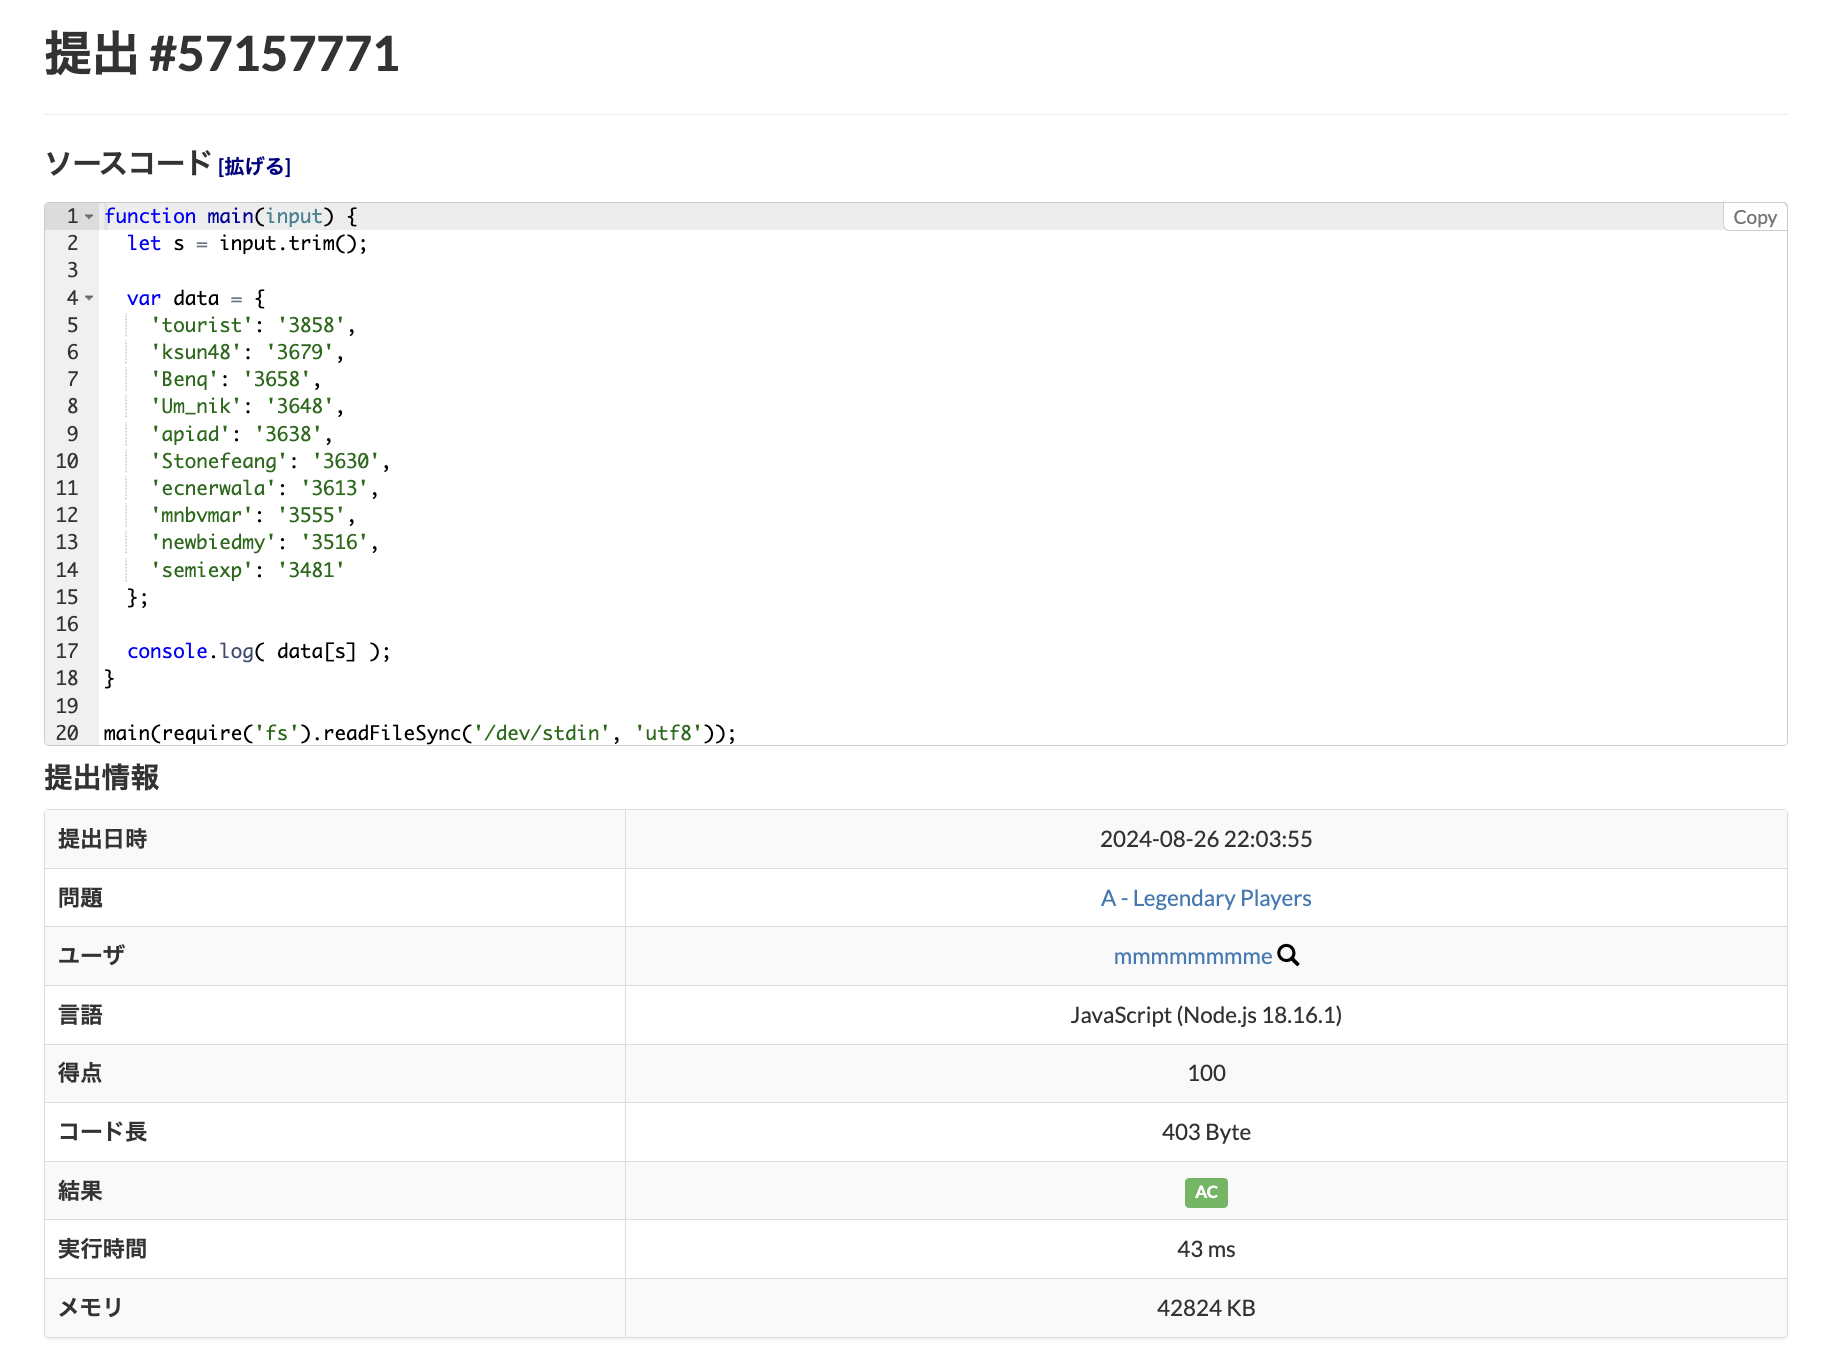 提出 #57157771
ソースコード [拡げる]
Copy
1 function main(input) {
2   let s = input.trim();
3
4   var data = {
5     'tourist': '3858',
6     'ksun48': '3679',
7     'Benq': '3658',
8     'Um_nik': '3648',
9     'apiad': '3638',
10     'Stonefeang': '3630',
11     'ecnerwala': '3613',
12     'mnbvmar': '3555',
13     'newbiedmy': '3516',
14     'semiexp': '3481'
15   };
16
17   console.log( data[s] );
18 }
19
20 main(require('fs').readFileSync('/dev/stdin', 'utf8'));
提出情報
提出日時 2024-08-26 22:03:55
問題 A - Legendary Players
ユーザ mmmmmmmmme
言語 JavaScript (Node.js 18.16.1)
得点 100
コード長 403 Byte
結果 AC
実行時間 43 ms
メモリ 42824 KB